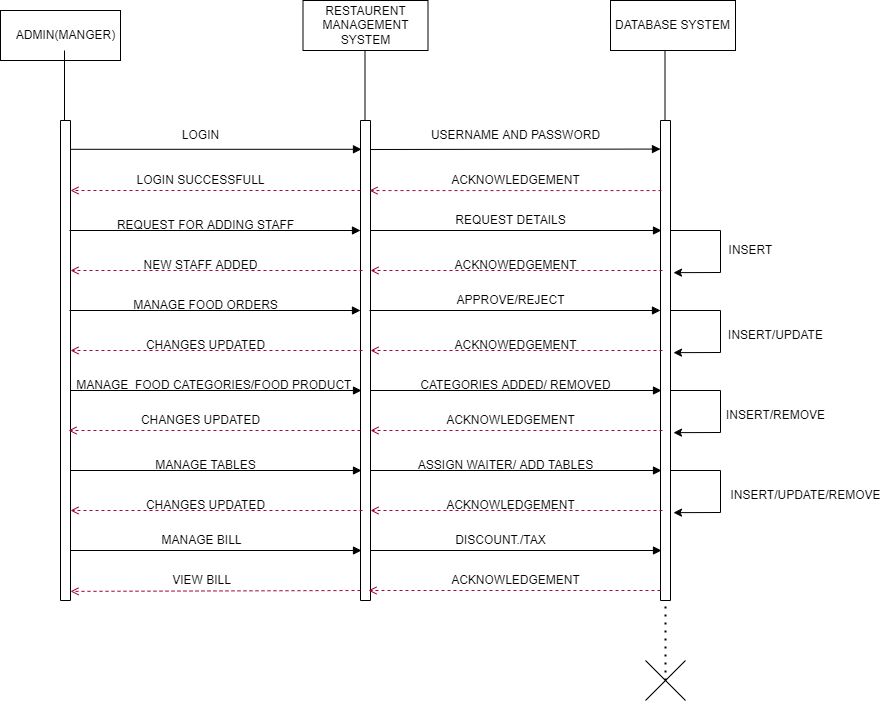 ADMIN(MANGER)
RESTAURENT
MANAGEMENT
SYSTEM
DATABASE SYSTEM
LOGIN
USERNAME AND PASSWORD
LOGIN SUCCESSFULL
ACKNOWLEDGEMENT
REQUEST FOR ADDING STAFF
REQUEST DETAILS
INSERT
NEW STAFF ADDED
ACKNOWEDGEMENT
MANAGE FOOD ORDERS
APPROVE/REJECT
INSERT/UPDATE
CHANGES UPDATED
ACKNOWEDGEMENT
MANAGE FOOD CATEGORIES/FOOD PRODUCT
CATEGORIES ADDED/ REMOVED
INSERT/REMOVE
CHANGES UPDATED
ACKNOWLEDGEMENT
MANAGE TABLES
ASSIGN WAITER/ ADD TABLES
INSERT/UPDATE/REMOVE
CHANGES UPDATED
ACKNOWLEDGEMENT
MANAGE BILL
DISCOUNT./TAX
VIEW BILL
ACKNOWLEDGEMENT